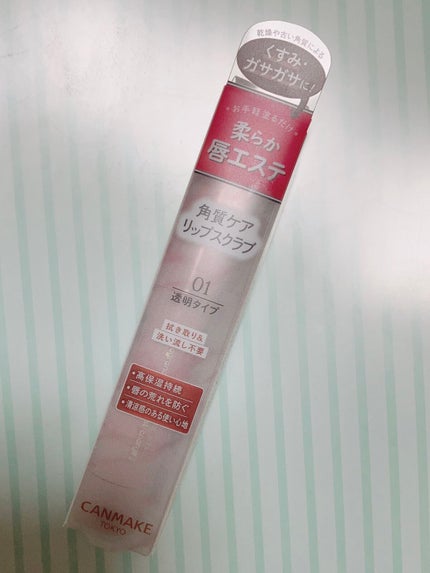 乾燥や古い角質による
くすみ・
ガサガサに!
お手軽塗るだけ
柔らか
唇エステ
角質ケア
リップスクラブ
01
透明タイプ
拭き取り&
洗い流し不要
・高保湿持続
・唇の荒れを防ぐ
・清涼感のある使い心地
CANMAKE
TOKYO